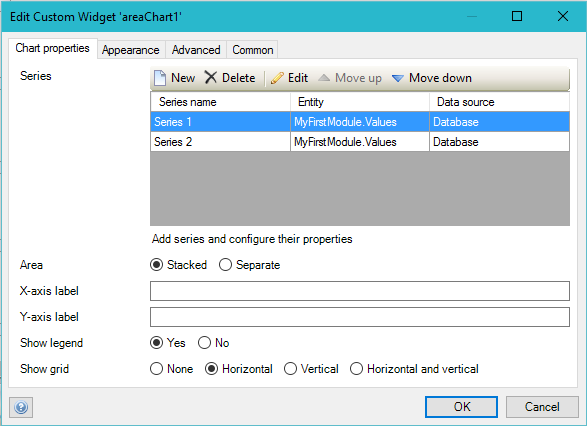 Edit Custom Widget 'areaChart1'
Chart properties Appearance Advanced Common
Series
New Delete Edit Move up Move down
Series name Entity Data source
Series 1 MyFirstModule.Values Database
Series 2 MyFirstModule.Values Database
Add series and configure their properties
Area Stacked Separate
X-axis label
Y-axis label
Show legend Yes No
Show grid None Horizontal Vertical Horizontal and vertical
? OK Cancel